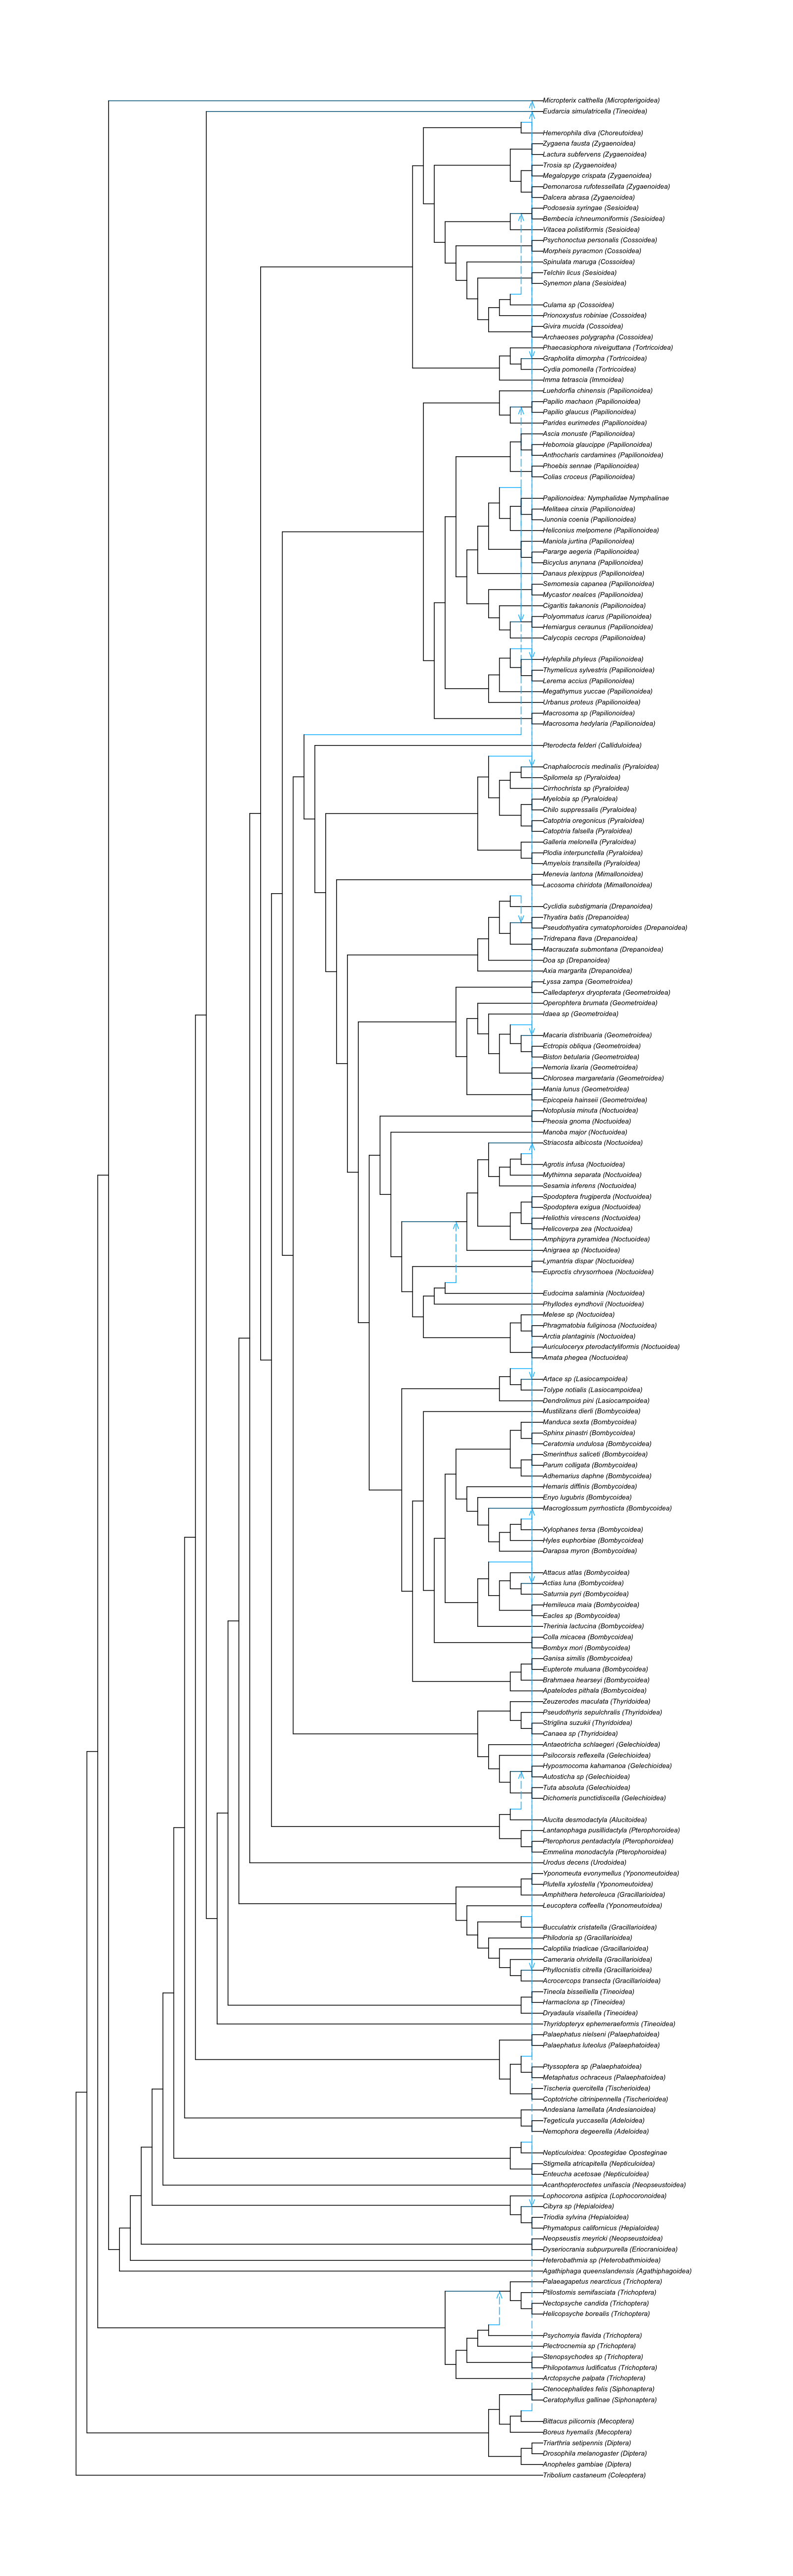 Micropterix calthella (Micropterigoidea)
Eudarcia simulatricella (Tineoidea)
Hemerophila diva (Choreutoidea)
Zygaena fausta (Zygaenoidea)
Lactura subfervens (Zygaenoidea)
Trosia sp (Zygaenoidea)
Megalopyge crispata (Zygaenoidea)
Demonarosa rufotessellata (Zygaenoidea)
Dalcera abrasa (Zygaenoidea)
Podosesia syringae (Sesioidea)
Bembecia ichneumoniformis (Sesioidea)
Vitacea polistiformis (Sesioidea)
Psychonoctua personalis (Cossoidea)
Morpheis pyracmon (Cossoidea)
Spinulata maruga (Cossoidea)
Telchin licus (Sesioidea)
Synemon plana (Sesioidea)
Culama sp (Cossoidea)
Prionoxystus robiniae (Cossoidea)
Givira mucida (Cossoidea)
Archaeoses polygrapha (Cossoidea)
Phaecasiophora niveiguttana (Tortricoidea)
Grapholita dimorpha (Tortricoidea)
Cydia pomonella (Tortricoidea)
Imma tetrascia (Immoidea)
Luehdorfia chinensis (Papilionoidea)
Papilio machaon (Papilionoidea)
Papilio glaucus (Papilionoidea)
Parides eurimedes (Papilionoidea)
Ascia monuste (Papilionoidea)
Hebomoia glaucippe (Papilionoidea)
Anthocharis cardamines (Papilionoidea)
Phoebis sennae (Papilionoidea)
Colias croceus (Papilionoidea)
Papilionoidea: Nymphalidae Nymphalinae
Melitaea cinxia (Papilionoidea)
Junonia coenia (Papilionoidea)
Heliconius melpomene (Papilionoidea)
Maniola jurtina (Papilionoidea)
Pararge aegeria (Papilionoidea)
Bicyclus anynana (Papilionoidea)
Danaus plexippus (Papilionoidea)
Semomesia capanea (Papilionoidea)
Mycastor nealces (Papilionoidea)
Cigaritis takanonis (Papilionoidea)
Polyommatus icarus (Papilionoidea)
Hemiargus ceraunus (Papilionoidea)
Calycopis cecrops (Papilionoidea)
Hylephila phyleus (Papilionoidea)
Thymelicus sylvestris (Papilionoidea)
Lerema accius (Papilionoidea)
Megathymus yuccae (Papilionoidea)
Urbanus proteus (Papilionoidea)
Macrosoma sp (Papilionoidea)
Macrosoma hedylaria (Papilionoidea)
Pterodecta felderi (Calliduloidea)
Cnaphalocrocis medinalis (Pyraloidea)
Spilomela sp (Pyraloidea)
Cirrhochrista sp (Pyraloidea)
Myelobia sp (Pyraloidea)
Chilo suppressalis (Pyraloidea)
Catoptria oregonicus (Pyraloidea)
Catoptria falsella (Pyraloidea)
Galleria melonella (Pyraloidea)
Plodia interpunctella (Pyraloidea)
Amyelois transitella (Pyraloidea)
Menevia lantona (Mimallonoidea)
Lacosoma chiridota (Mimallonoidea)
Cyclidia substigmaria (Drepanoidea)
Thyatira batis (Drepanoidea)
Pseudothyatira cymatophoroides (Drepanoidea)
Tridrepana flava (Drepanoidea)
Macrauzata submontana (Drepanoidea)
Doa sp (Drepanoidea)
Axia margarita (Drepanoidea)
Lyssa zampa (Geometroidea)
Calledapteryx dryopterata (Geometroidea)
Operophtera brumata (Geometroidea)
Idaea sp (Geometroidea)
Macaria distribuaria (Geometroidea)
Ectropis obliqua (Geometroidea)
Biston betularia (Geometroidea)
Nemoria lixaria (Geometroidea)
Chlorosea margaretaria (Geometroidea)
Mania lunus (Geometroidea)
Epicopeia hainseii (Geometroidea)
Notoplusia minuta (Noctuoidea)
Pheosia gnoma (Noctuoidea)
Manoba major (Noctuoidea)
Striacosta albicosta (Noctuoidea)
Agrotis infusa (Noctuoidea)
Mythimna separata (Noctuoidea)
Sesamia inferens (Noctuoidea)
Spodoptera frugiperda (Noctuoidea)
Spodoptera exigua (Noctuoidea)
Heliothis virescens (Noctuoidea)
Helicoverpa zea (Noctuoidea)
Amphipyra pyramidea (Noctuoidea)
Anigraea sp (Noctuoidea)
Lymantria dispar (Noctuoidea)
Euproctis chrysorrhoea (Noctuoidea)
Eudocima salaminia (Noctuoidea)
Phyllodes eyndhovii (Noctuoidea)
Melese sp (Noctuoidea)
Phragmatobia fuliginosa (Noctuoidea)
Arctia plantaginis (Noctuoidea)
Auriculoceryx pterodactyliformis (Noctuoidea)
Amata phegea (Noctuoidea)
Artace sp (Lasiocampoidea)
Tolype notialis (Lasiocampoidea)
Dendrolimus pini (Lasiocampoidea)
Mustilizans dierli (Bombycoidea)
Manduca sexta (Bombycoidea)
Sphinx pinastri (Bombycoidea)
Ceratomia undulosa (Bombycoidea)
Smerinthus saliceti (Bombycoidea)
Parum colligata (Bombycoidea)
Adhemarius daphne (Bombycoidea)
Hemaris diffinis (Bombycoidea)
Enyo lugubris (Bombycoidea)
Macroglossum pyrrhosticta (Bombycoidea)
Xylophanes tersa (Bombycoidea)
Hyles euphorbiae (Bombycoidea)
Darapsa myron (Bombycoidea)
Attacus atlas (Bombycoidea)
Actias luna (Bombycoidea)
Saturnia pyri (Bombycoidea)
Hemileuca maia (Bombycoidea)
Eacles sp (Bombycoidea)
Therinia lactucina (Bombycoidea)
Colla micacea (Bombycoidea)
Bombyx mori (Bombycoidea)
Ganisa similis (Bombycoidea)
Eupterote muluana (Bombycoidea)
Brahmaea hearseyi (Bombycoidea)
Apatelodes pithala (Bombycoidea)
Zeuzerodes maculata (Thyridoidea)
Pseudothyris sepulchralis (Thyridoidea)
Striglina suzukii (Thyridoidea)
Canaea sp (Thyridoidea)
Antaeotricha schlaegeri (Gelechioidea)
Psilocorsis reflexella (Gelechioidea)
Hyposmocoma kahamanoa (Gelechioidea)
Autosticha sp (Gelechioidea)
Tuta absoluta (Gelechioidea)
Dichomeris punctidiscella (Gelechioidea)
Alucita desmodactyla (Alucitoidea)
Lantanophaga pusillidactyla (Pterophoroidea)
Pterophorus pentadactyla (Pterophoroidea)
Emmelina monodactyla (Pterophoroidea)
Urodus decens (Urodoidea)
Yponomeuta evonymellus (Yponomeutoidea)
Plutella xylostella (Yponomeutoidea)
Amphithera heteroleuca (Gracillarioidea)
Leucoptera coffeella (Yponomeutoidea)
Bucculatrix cristatella (Gracillarioidea)
Philodoria sp (Gracillarioidea)
Caloptilia triadicae (Gracillarioidea)
Cameraria ohridella (Gracillarioidea)
Phyllocnistis citrella (Gracillarioidea)
Acrocercops transecta (Gracillarioidea)
Tineola bisselliella (Tineoidea)
Harmaclona sp (Tineoidea)
Dryadaula visaliella (Tineoidea)
Thyridopteryx ephemeraeformis (Tineoidea)
Palaephatus nielseni (Palaephatoidea)
Palaephatus luteolus (Palaephatoidea)
Ptyssoptera sp (Palaephatoidea)
Metaphatus ochraceus (Palaephatoidea)
Tischeria quercitella (Tischerioidea)
Coptotriche citrinipennella (Tischerioidea)
Andesiana lamellata (Andesianoidea)
Tegeticula yuccasella (Adeloidea)
Nemophora degeerella (Adeloidea)
Nepticuloidea: Opostegidae Oposteginae
Stigmella atricapitella (Nepticuloidea)
Enteucha acetosae (Nepticuloidea)
Acanthopteroctetes unifascia (Neopseustoidea)
Lophocorona astiptica (Lophocoronoidea)
Cibyra sp (Hepialoidea)
Triodia sylvina (Hepialoidea)
Phymatopus californicus (Hepialoidea)
Neopseustis meyricki (Neopseustoidea)
Dyseriocrania subpurpurella (Eriocranioidea)
Heterobathmia sp (Heterobathmioidea)
Agathiphaga queenslandensis (Agathiphagoidea)
Palaeagapetus nearcticus (Trichoptera)
Ptilostomis semifasciata (Trichoptera)
Nectopsyche candida (Trichoptera)
Helicopsyche borealis (Trichoptera)
Psychomyia flavida (Trichoptera)
Plectrocnemia sp (Trichoptera)
Stenopsychodes sp (Trichoptera)
Philopotamus ludificatus (Trichoptera)
Arctopsyche palpata (Trichoptera)
Ctenocephalides felis (Siphonaptera)
Ceratophyllus gallinae (Siphonaptera)
Bittacus pilicornis (Mecoptera)
Boreus hyemalis (Mecoptera)
Triarthria setipennis (Diptera)
Drosophila melanogaster (Diptera)
Anopheles gambiae (Diptera)
Tribolium castaneum (Coleoptera)